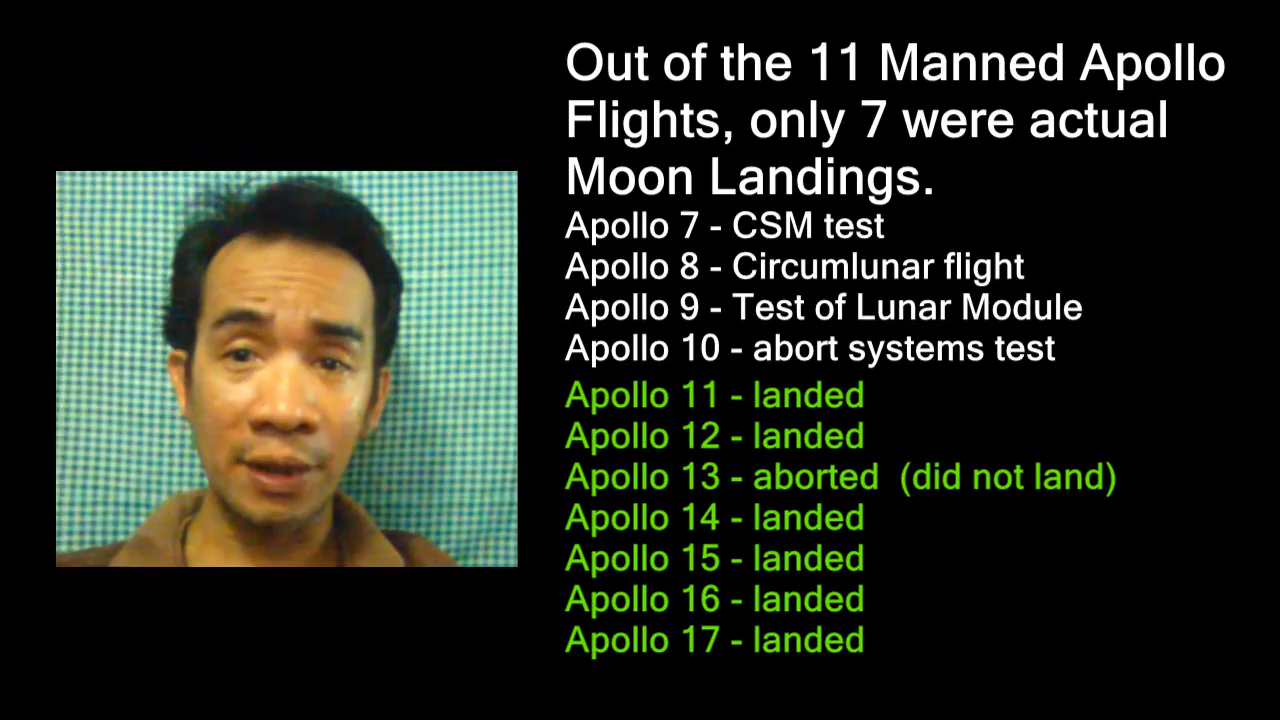 Out of the 11 Manned Apollo
Flights, only 7 were actual
Moon Landings.
Apollo 7 - CSM test
Apollo 8 - Circumlunar flight
Apollo 9 - Test of Lunar Module
Apollo 10 - abort systems test
Apollo 11 - landed
Apollo 12 - landed
Apollo 13 - aborted (did not land)
Apollo 14 - landed
Apollo 15 - landed
Apollo 16 - landed
Apollo 17 - landed